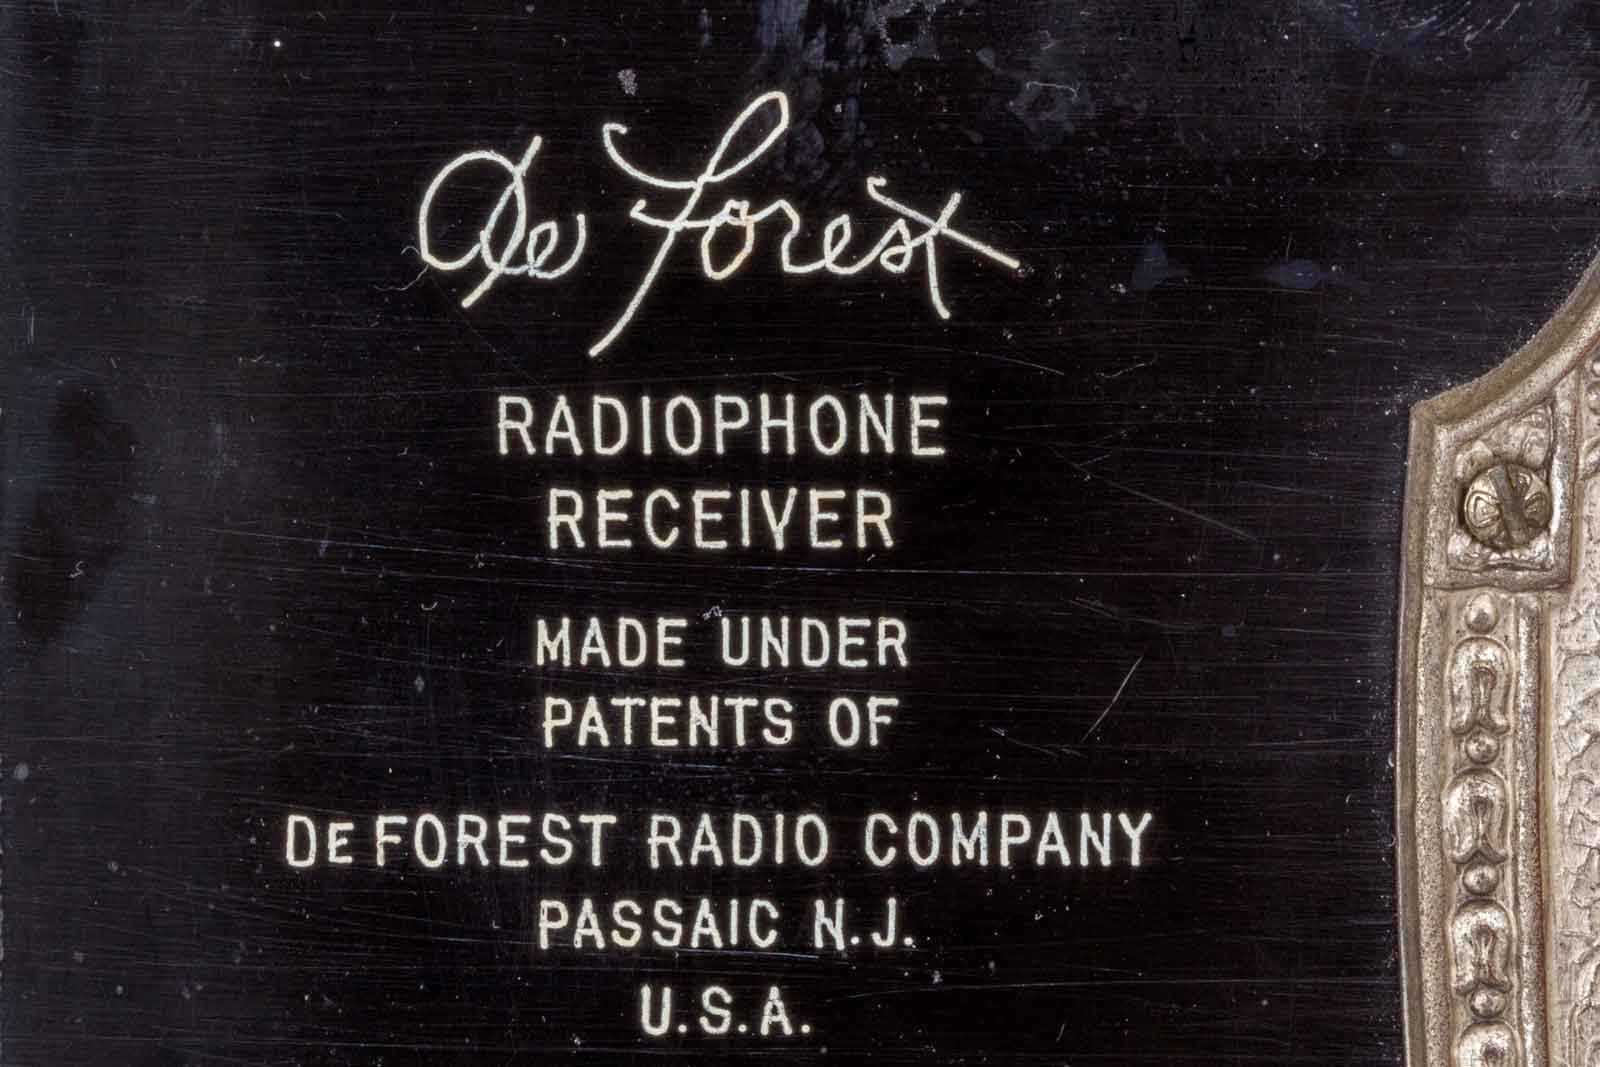 De Forest
RADIOPHONE
RECEIVER
MADE UNDER
PATENTS OF
DE FOREST RADIO COMPANY
PASSAIC N.J.
U.S.A.